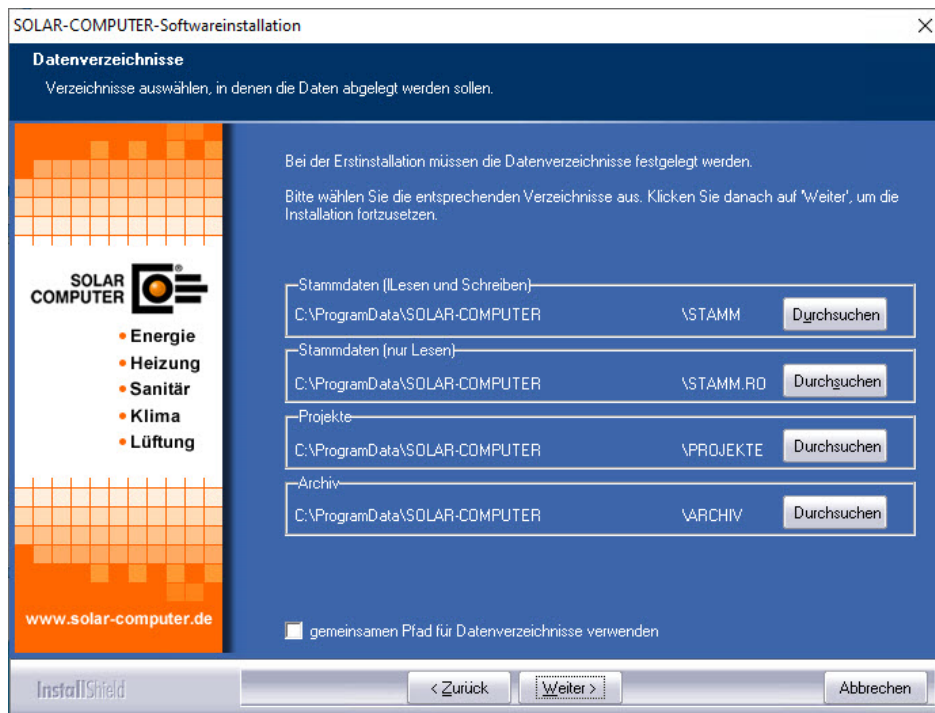 SOLAR-COMPUTER-Softwareinstallation
Datenverzeichnisse
Verzeichnisse auswählen, in denen die Daten abgelegt werden sollen.
Bei der Erstinstallation müssen die Datenverzeichnisse festgelegt werden.
Bitte wählen Sie die entsprechenden Verzeichnisse aus. Klicken Sie danach auf 'Weiter', um die
Installation fortzusetzen.
SOLAR
COMPUTER ®
• Energie
• Heizung
• Sanitär
• Klima
• Lüftung
www.solar-computer.de
Stammdaten (lLesen und Schreiben)
C:\ProgramData\SOLAR-COMPUTER \STAMM Durchsuchen
Stammdaten (nur Lesen)
C:\ProgramData\SOLAR-COMPUTER \STAMM.RO Durchsuchen
Projekte
C:\ProgramData\SOLAR-COMPUTER \PROJEKTE Durchsuchen
Archiv
C:\ProgramData\SOLAR-COMPUTER \ARCHIV Durchsuchen
gemeinsamen Pfad für Datenverzeichnisse verwenden
InstallShield
< Zurück Weiter > Abbrechen